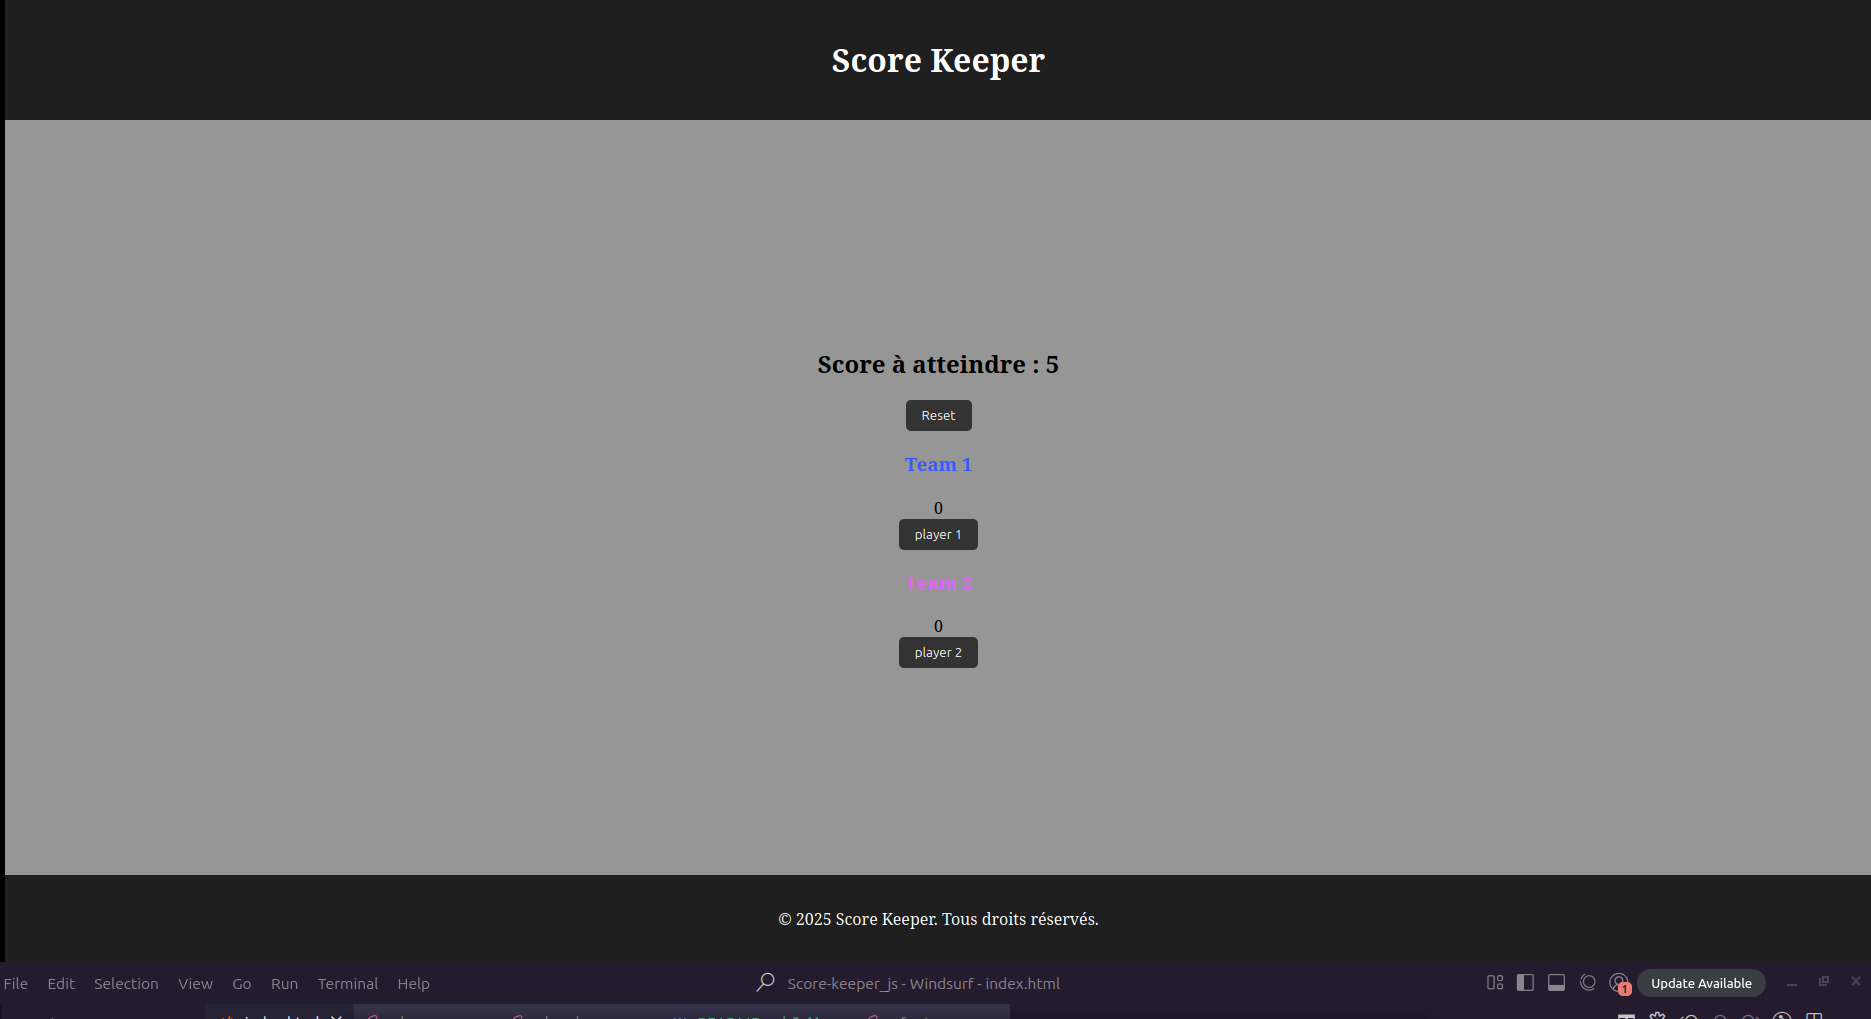 Score Keeper
Score à atteindre : 5
Reset
Team 1
0
player 1
Team 2
0
player 2
© 2025 Score Keeper. Tous droits réservés.
File Edit Selection View Go Run Terminal Help Score-keeper_js - Windsurf - index.html 1 Update Available